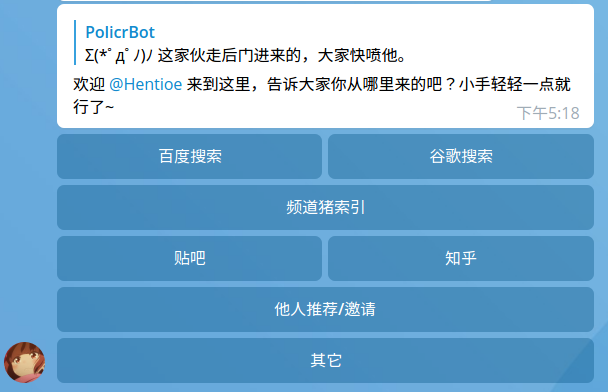 PolicrBot
Σ(*ﾟдﾟﾉ)ﾉ 这家伙走后门进来的，大家快喷他。
欢迎 @Hentioe 来到这里，告诉大家你从哪里来的吧？小手轻轻一点就
行了~
下午5:18
百度搜索
谷歌搜索
频道猪索引
贴吧
知乎
他人推荐/邀请
其它